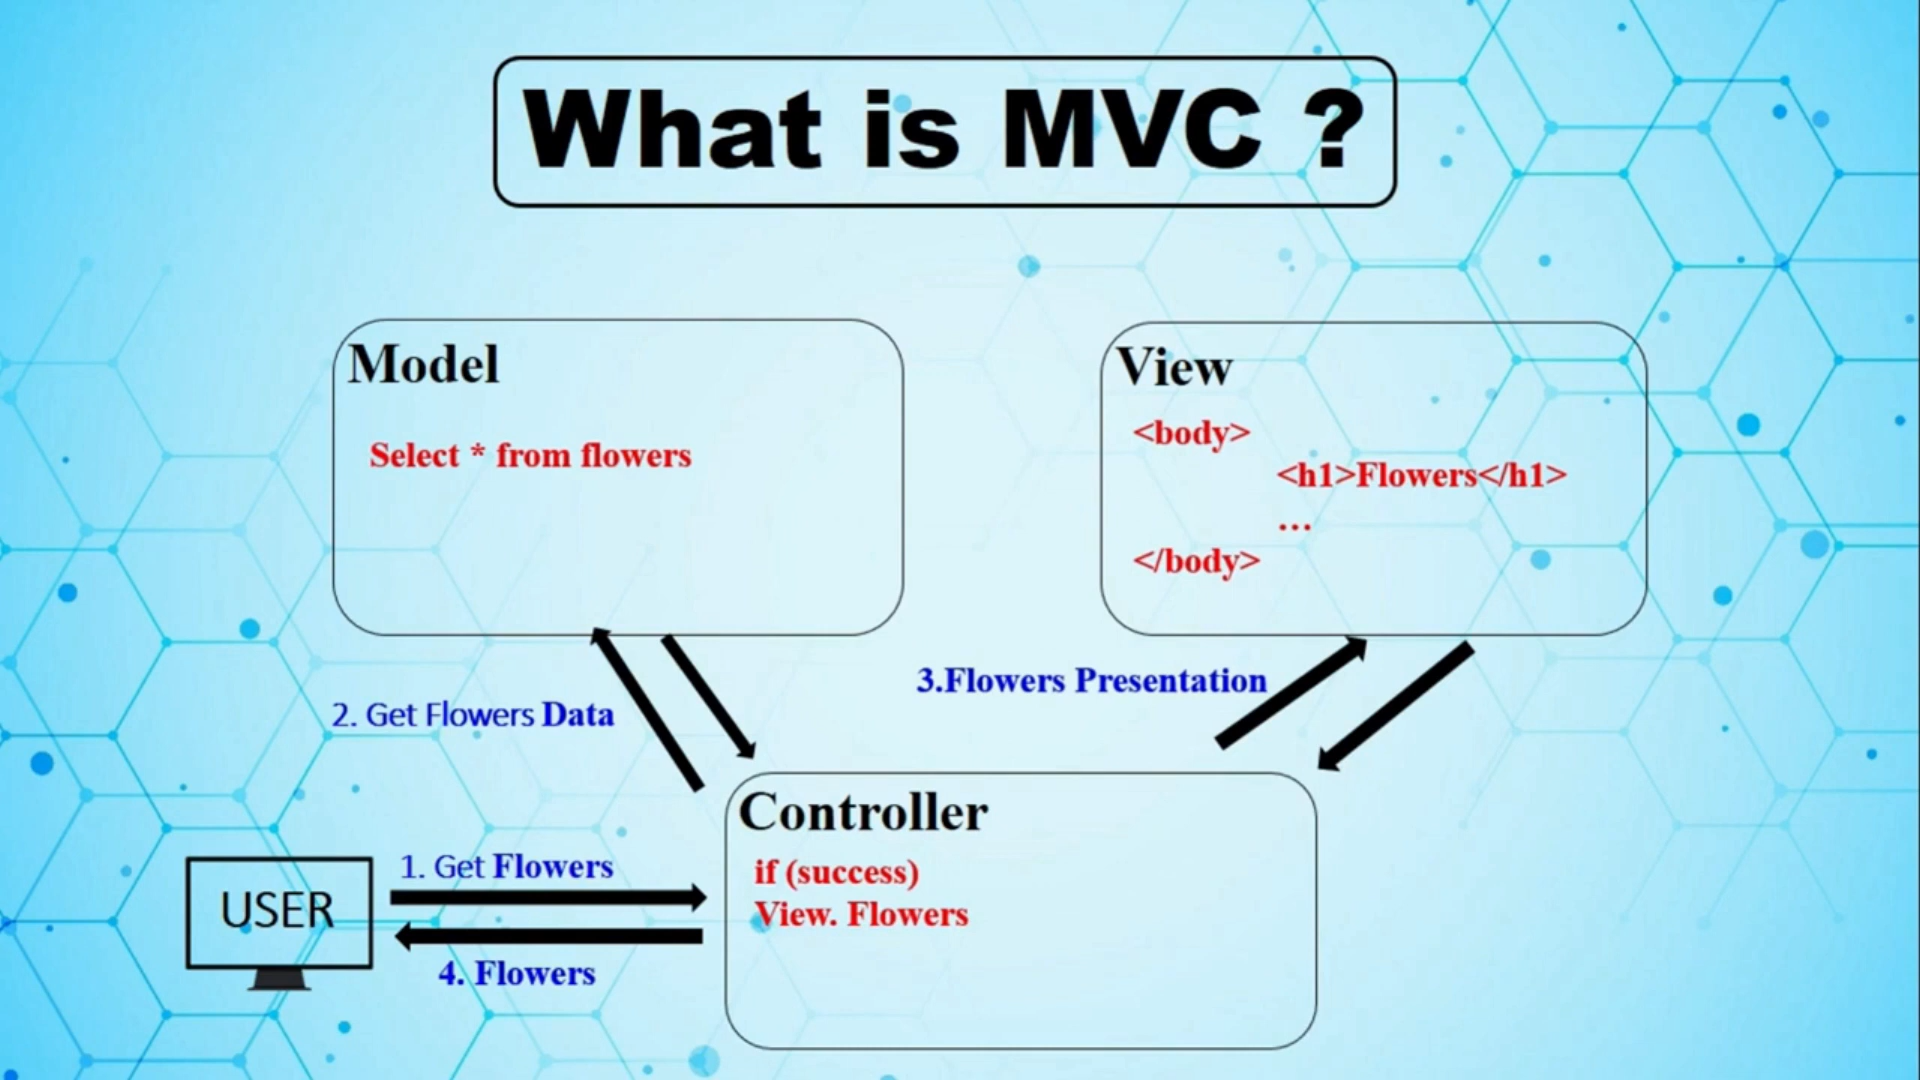 What is MVC ?
Model
Select * from flowers
View
<body>
<h1>Flowers</h1>
...
</body>
2. Get Flowers Data
3.Flowers Presentation
Controller
if (success)
View. Flowers
USER
1. Get Flowers
4. Flowers